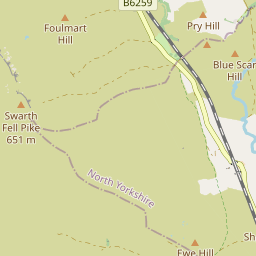 B6259
Foulmart
Hill
Pry Hill
Blue Scar
Hill
Swarth
Fell Pike
651 m
North Yorkshire
Ewe Hill
Sh